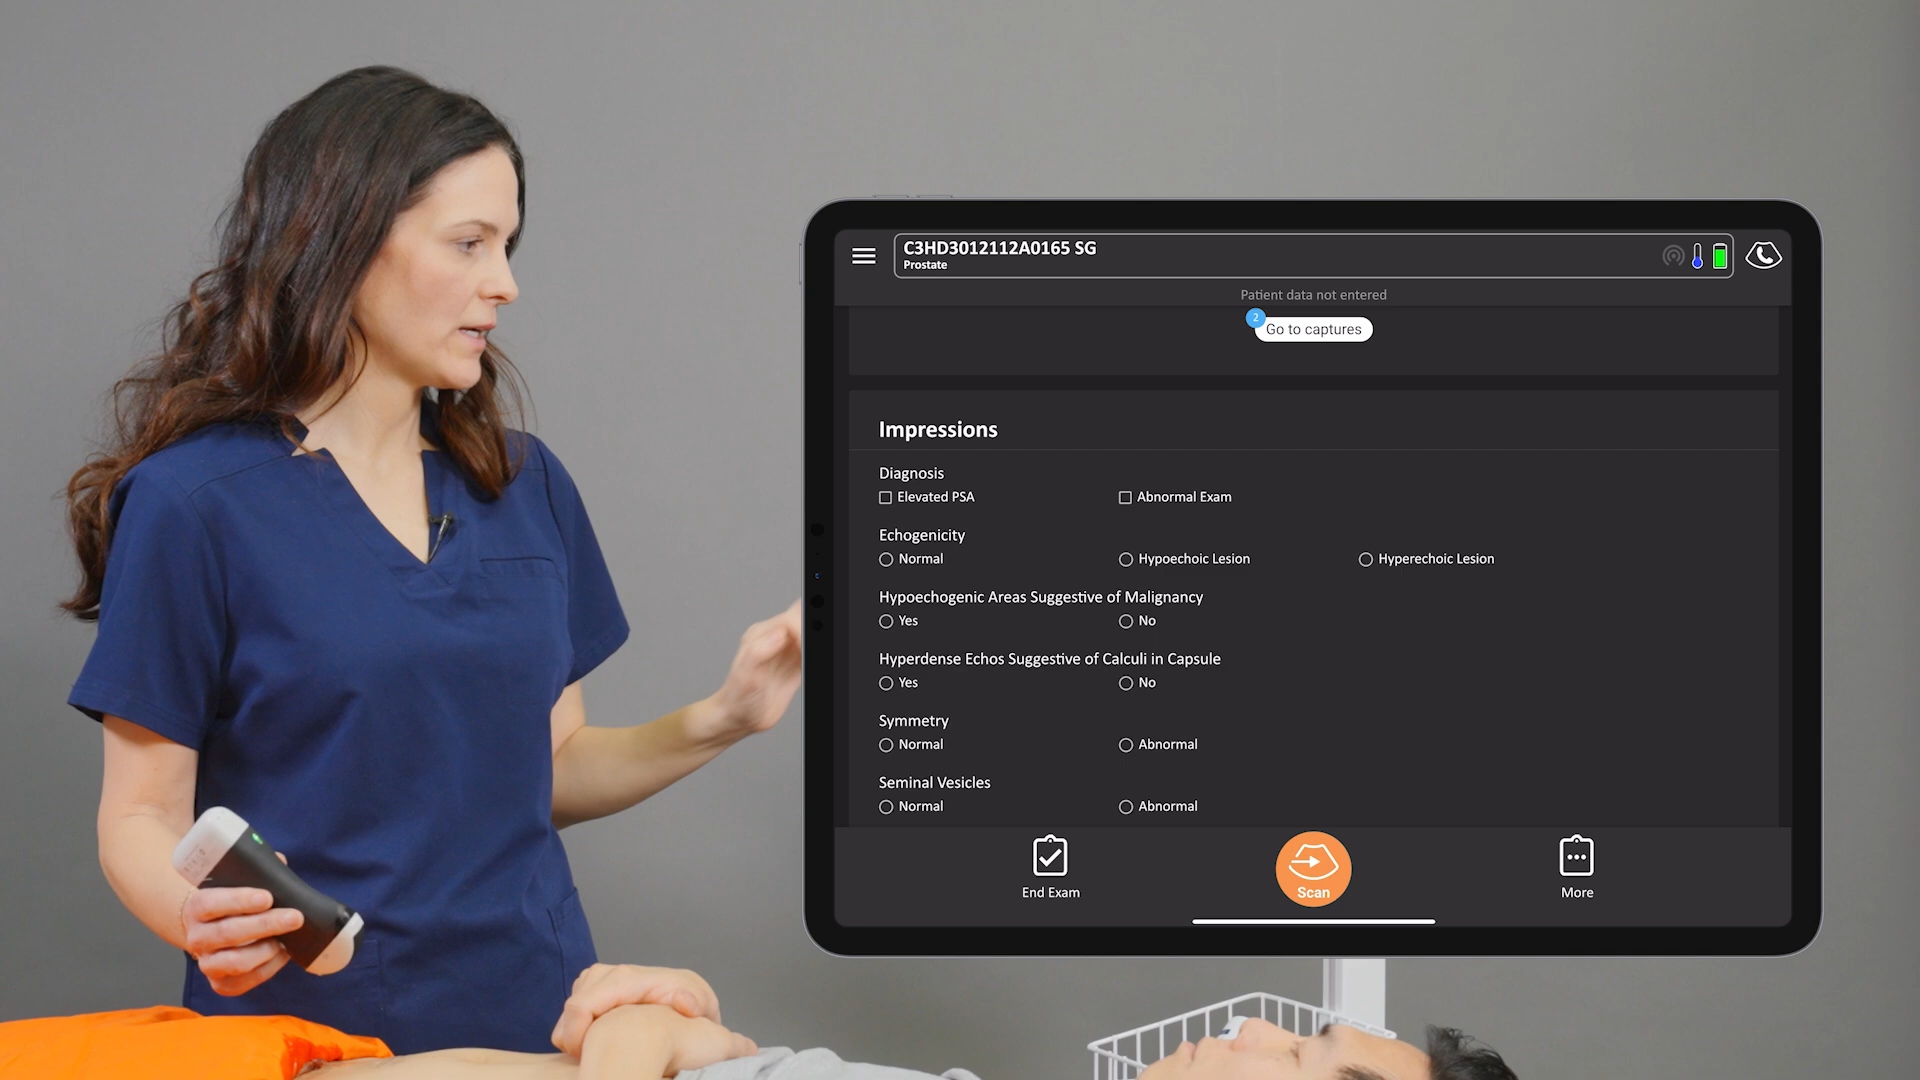 C3HD3012112A0165 SG
Prostate
Patient data not entered
2
Go to captures
Impressions
Diagnosis
Elevated PSA Abnormal Exam
Echogenicity
Normal Hypoechoic Lesion Hyperechoic Lesion
Hypoechogenic Areas Suggestive of Malignancy
Yes No
Hyperdense Echos Suggestive of Calculi in Capsule
Yes No
Symmetry
Normal Abnormal
Seminal Vesicles
Normal Abnormal
End Exam Scan More